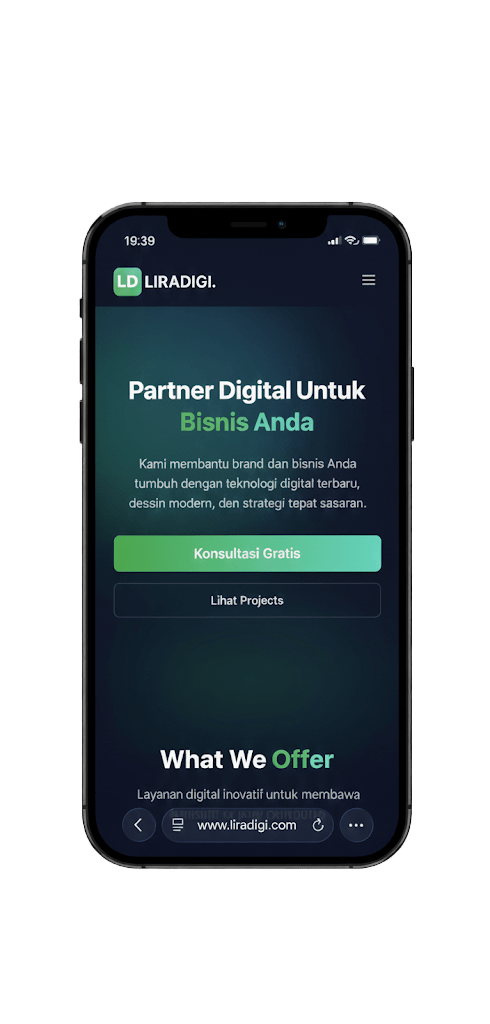 19:39
LD LIRADIGI.
Partner Digital Untuk
Bisnis Anda
Kami membantu brand dan bisnis Anda
tumbuh dengan teknologi digital terbaru,
dessin modern, den strategi tepat sasaran.
Konsultasi Gratis
Lihat Projects
What We Offer
Layanan digital inovatif untuk membawa
www.liradigi.com